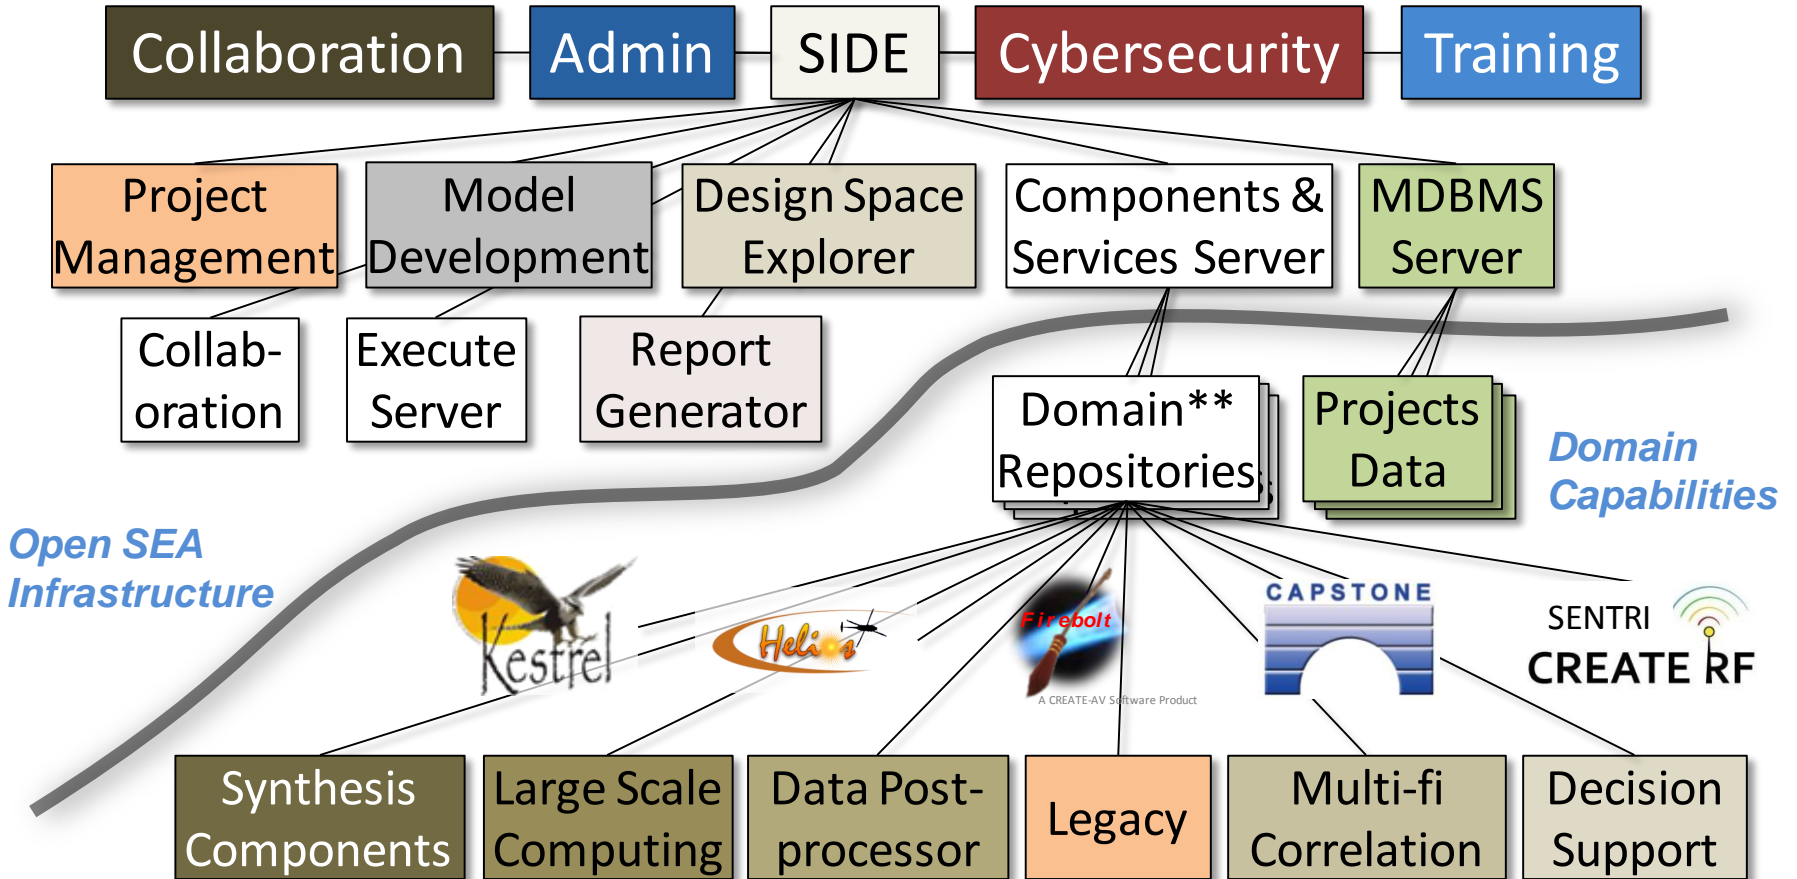 Collaboration
Admin
SIDE
Cybersecurity
Training
Project
Management
Model
Development
Design Space
Explorer
Components &
Services Server
MDBMS
Server
Collab-
oration
Execute
Server
Report
Generator
Domain**
Repositories
Projects
Data
Domain
Capabilities
Open SEA
Infrastructure
Kestrel
Helios
Firebolt
A CREATE-AV Software Product
CAPSTONE
SENTRI
CREATE RF
Synthesis
Components
Large Scale
Computing
Data Post-
processor
Legacy
Multi-fi
Correlation
Decision
Support